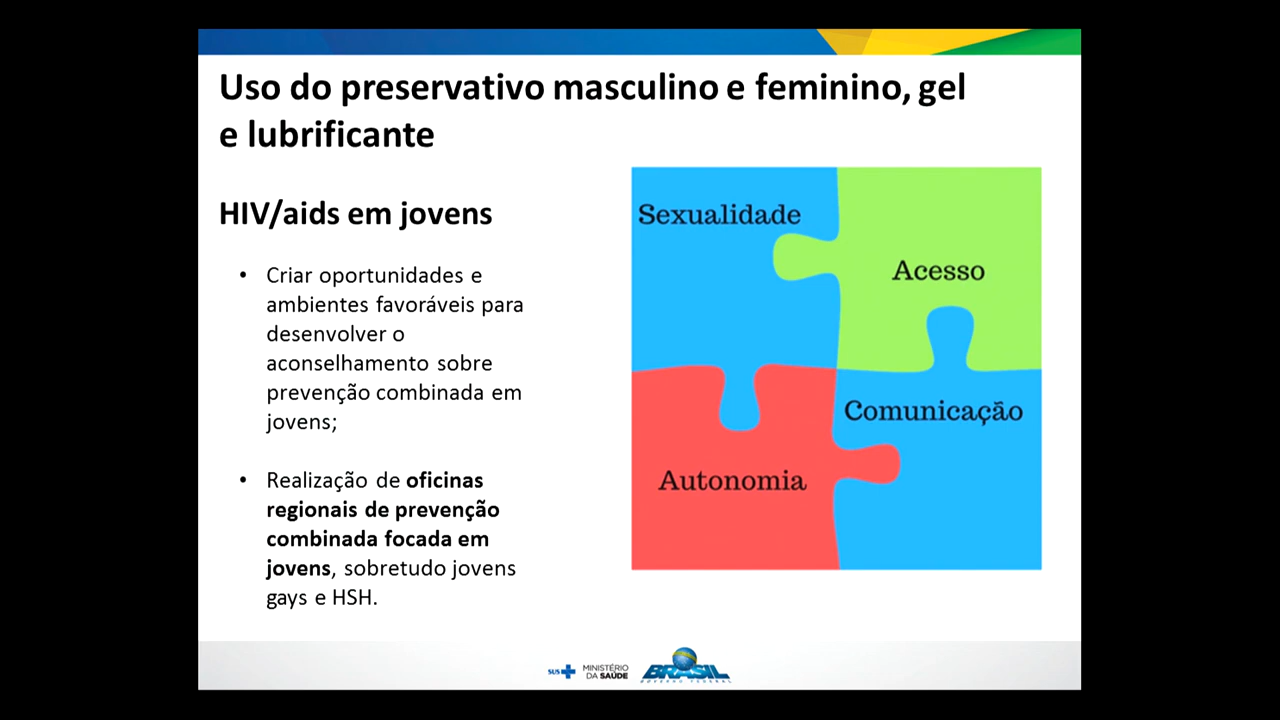 Uso do preservativo masculino e feminino, gel
e lubrificante
HIV/aids em jovens
• Criar oportunidades e
ambientes favoráveis para
desenvolver o
aconselhamento sobre
prevenção combinada em
jovens;
• Realização de oficinas
regionais de prevenção
combinada focada em
jovens, sobretudo jovens
gays e HSH.
Sexualidade
Acesso
Comunicação
Autonomia
SUS
MINISTÉRIO
DA SAÚDE
BRASIL
GOVERNO FEDERAL